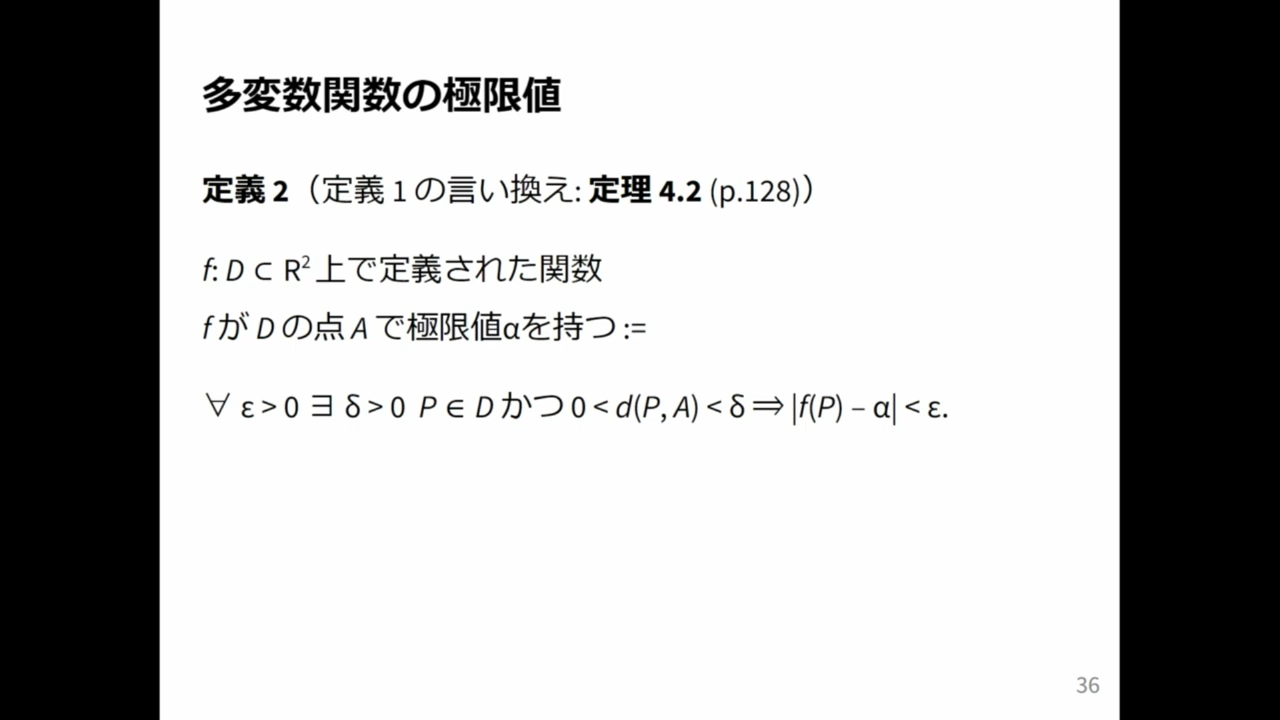 多変数関数の極限値
定義 2（定義 1 の言い換え: 定理 4.2 (p.128)）
f: D ⊂ R² 上で定義された関数
f が D の点 A で極限値αを持つ :=
∀ ε > 0 ∃ δ > 0 P ∈ D かつ 0 < d(P, A) < δ ⟹ |f(P) – α| < ε.
36